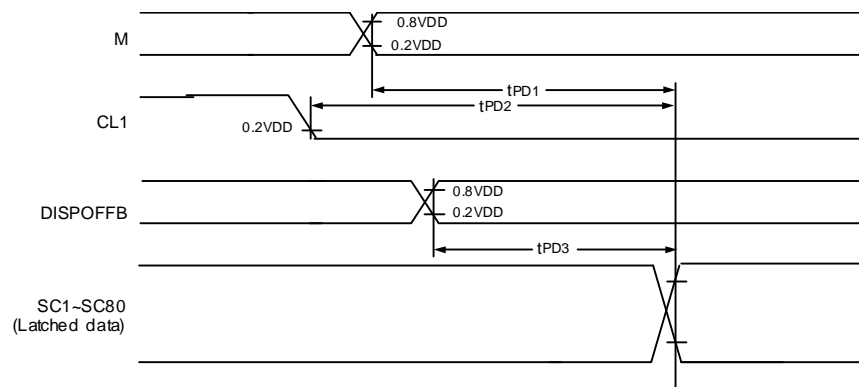 0.8VDD
M
0.2VDD
tPD1
tPD2
CL1
0.2VDD
0.8VDD
DISPOFFB
0.2VDD
tPD3
SC1~SC80
(Latched data)